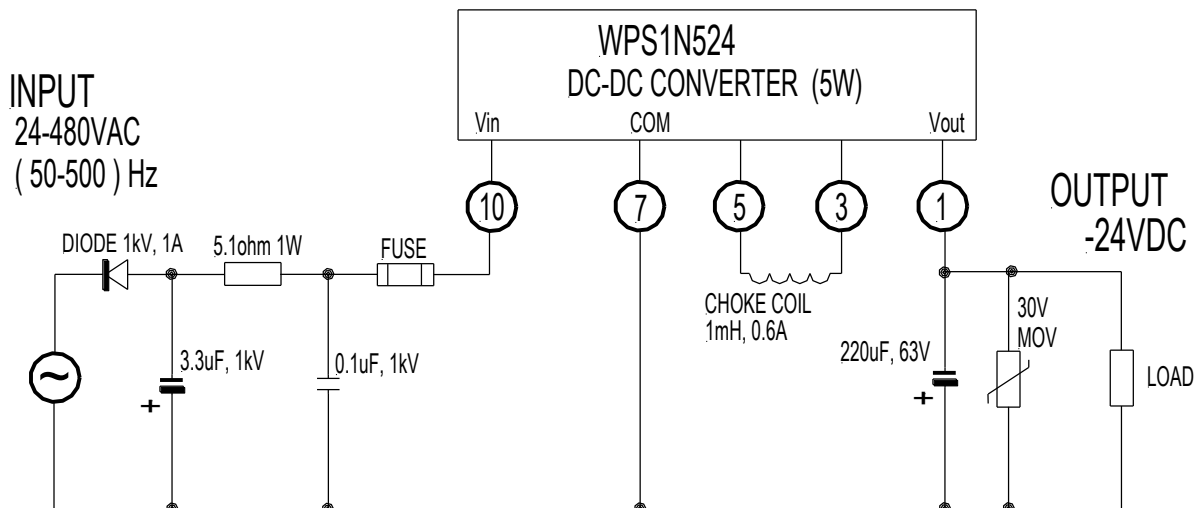 WPS1N524
DC-DC CONVERTER (5W)
Vin
COM
Vout
INPUT
24-480VAC
( 50-500 ) Hz
10
7
5
3
1
OUTPUT
-24VDC
DIODE 1kV, 1A
5.1ohm 1W
FUSE
CHOKE COIL
1mH, 0.6A
30V
MOV
3.3uF, 1kV
0.1uF, 1kV
220uF, 63V
LOAD
+
+